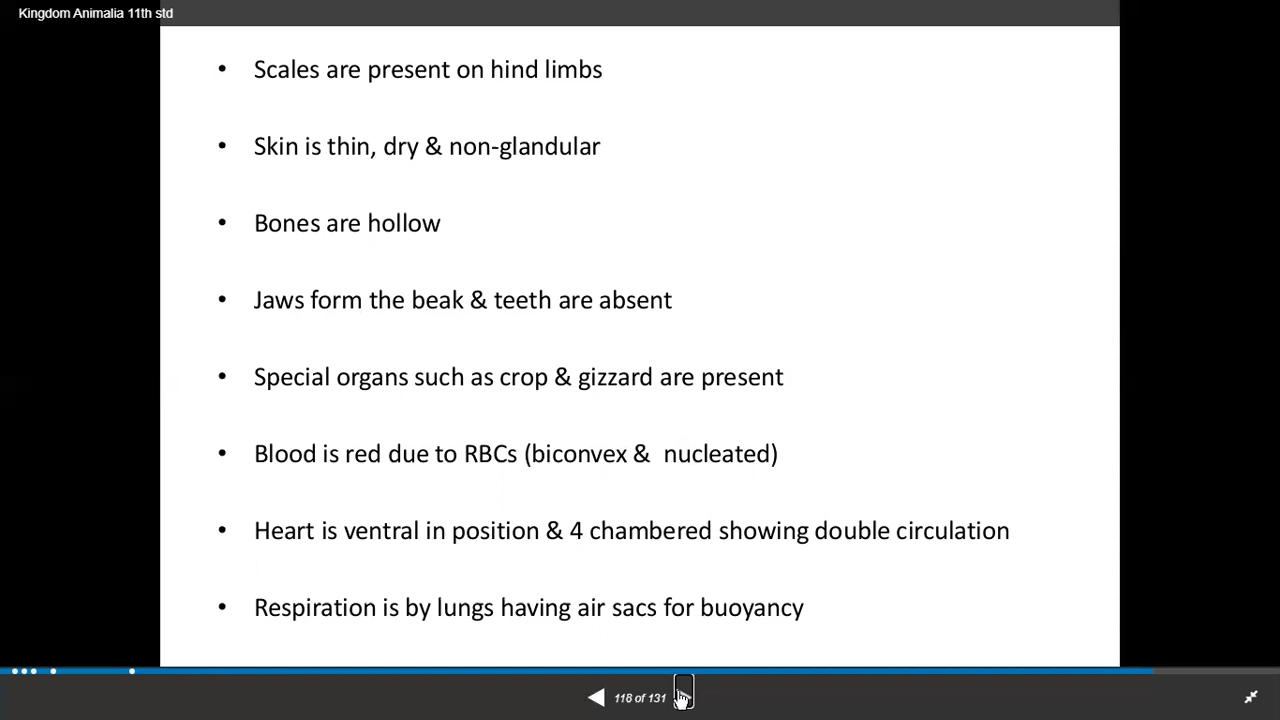 Kingdom Animalia 11th std
• Scales are present on hind limbs
• Skin is thin, dry & non-glandular
• Bones are hollow
• Jaws form the beak & teeth are absent
• Special organs such as crop & gizzard are present
• Blood is red due to RBCs (biconvex &  nucleated)
• Heart is ventral in position & 4 chambered showing double circulation
• Respiration is by lungs having air sacs for buoyancy
118 of 131